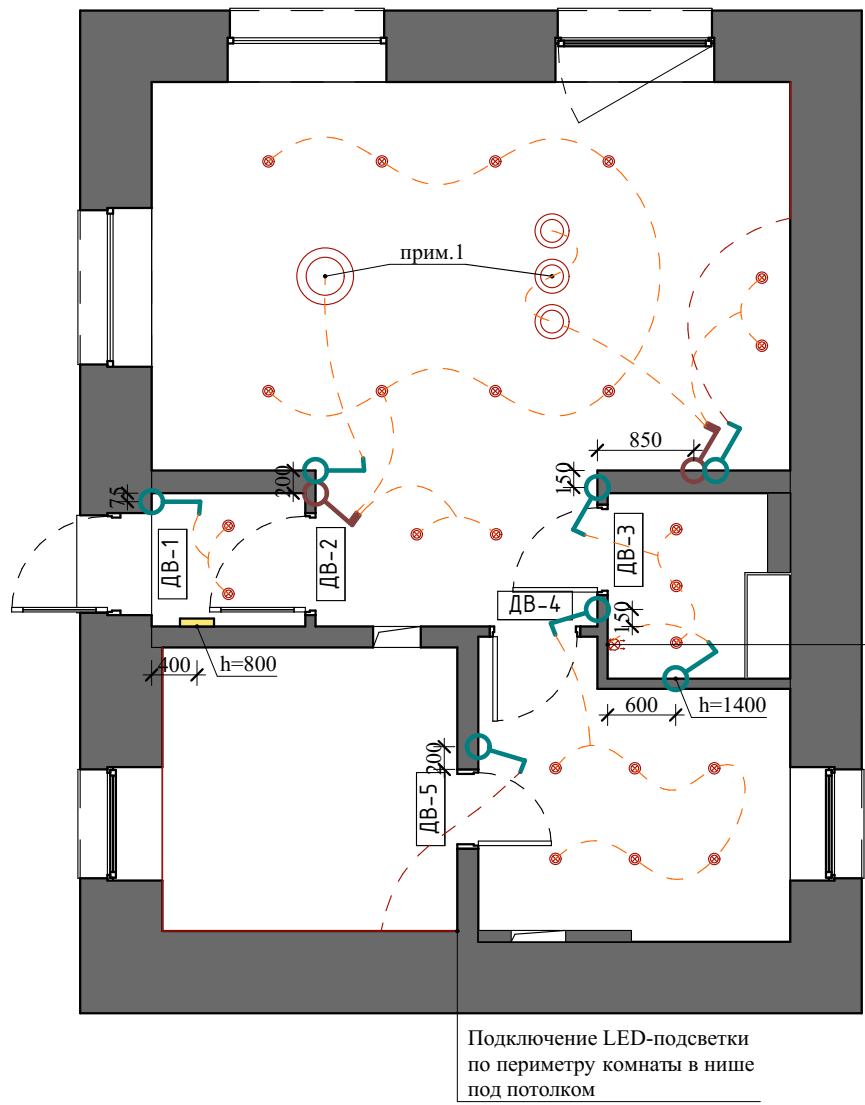 прим.1
850
200
150
75
ДВ-1
ДВ-2
ДВ-3
ДВ-4
150
400
h=800
600
h=1400
200
ДВ-5
Подключение LED-подсветки
по периметру комнаты в нише
под потолком